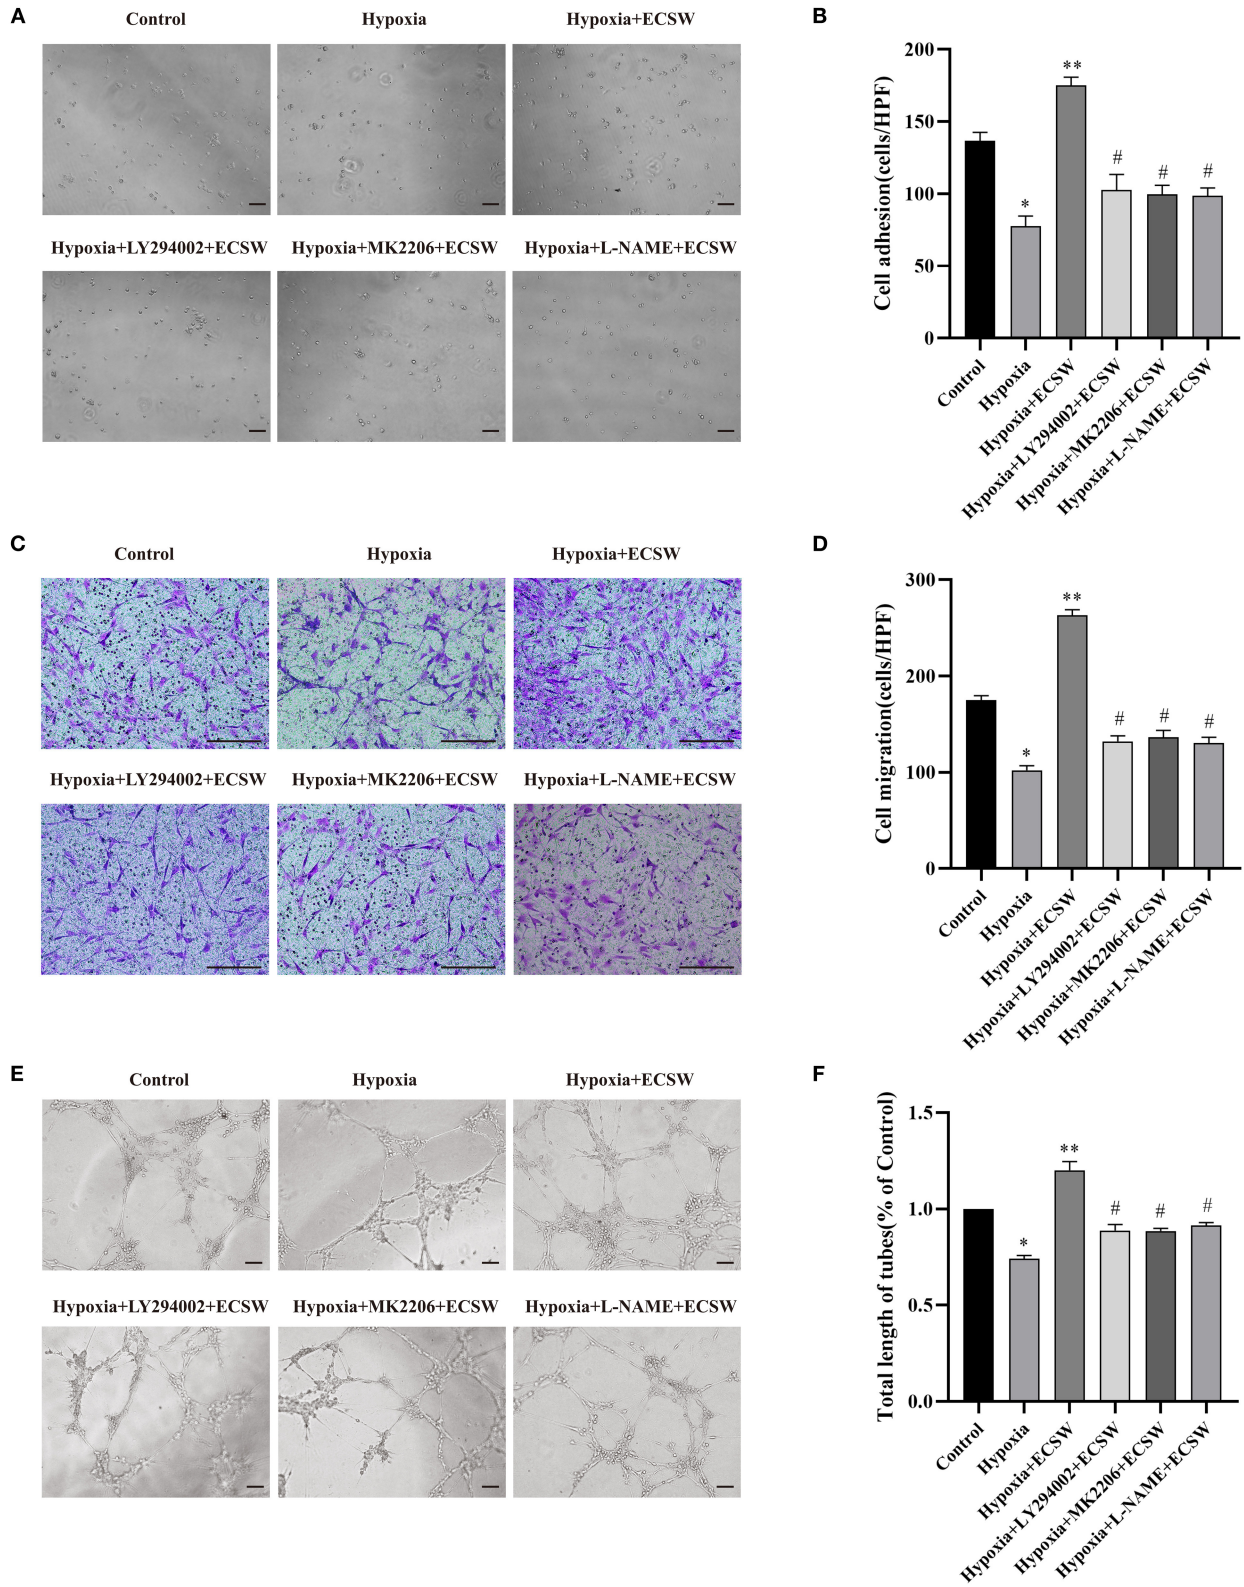 A
Control
Hypoxia
Hypoxia+ECSW
Hypoxia+LY294002+ECSW
Hypoxia+MK2206+ECSW
Hypoxia+L-NAME+ECSW
B
Cell adhesion(cells/HPF)
200
150
100
50
0
**
*
#
#
#
Control
Hypoxia
Hypoxia+ECSW
Hypoxia+LY294002+ECSW
Hypoxia+MK2206+ECSW
Hypoxia+L-NAME+ECSW
C
Control
Hypoxia
Hypoxia+ECSW
Hypoxia+LY294002+ECSW
Hypoxia+MK2206+ECSW
Hypoxia+L-NAME+ECSW
D
Cell migration(cells/HPF)
300
200
100
0
**
*
#
#
#
Control
Hypoxia
Hypoxia+ECSW
Hypoxia+LY294002+ECSW
Hypoxia+MK2206+ECSW
Hypoxia+L-NAME+ECSW
E
Control
Hypoxia
Hypoxia+ECSW
Hypoxia+LY294002+ECSW
Hypoxia+MK2206+ECSW
Hypoxia+L-NAME+ECSW
F
Total length of tubes(% of Control)
1.5
1.0
0.5
0.0
**
*
#
#
#
Control
Hypoxia
Hypoxia+ECSW
Hypoxia+LY294002+ECSW
Hypoxia+MK2206+ECSW
Hypoxia+L-NAME+ECSW